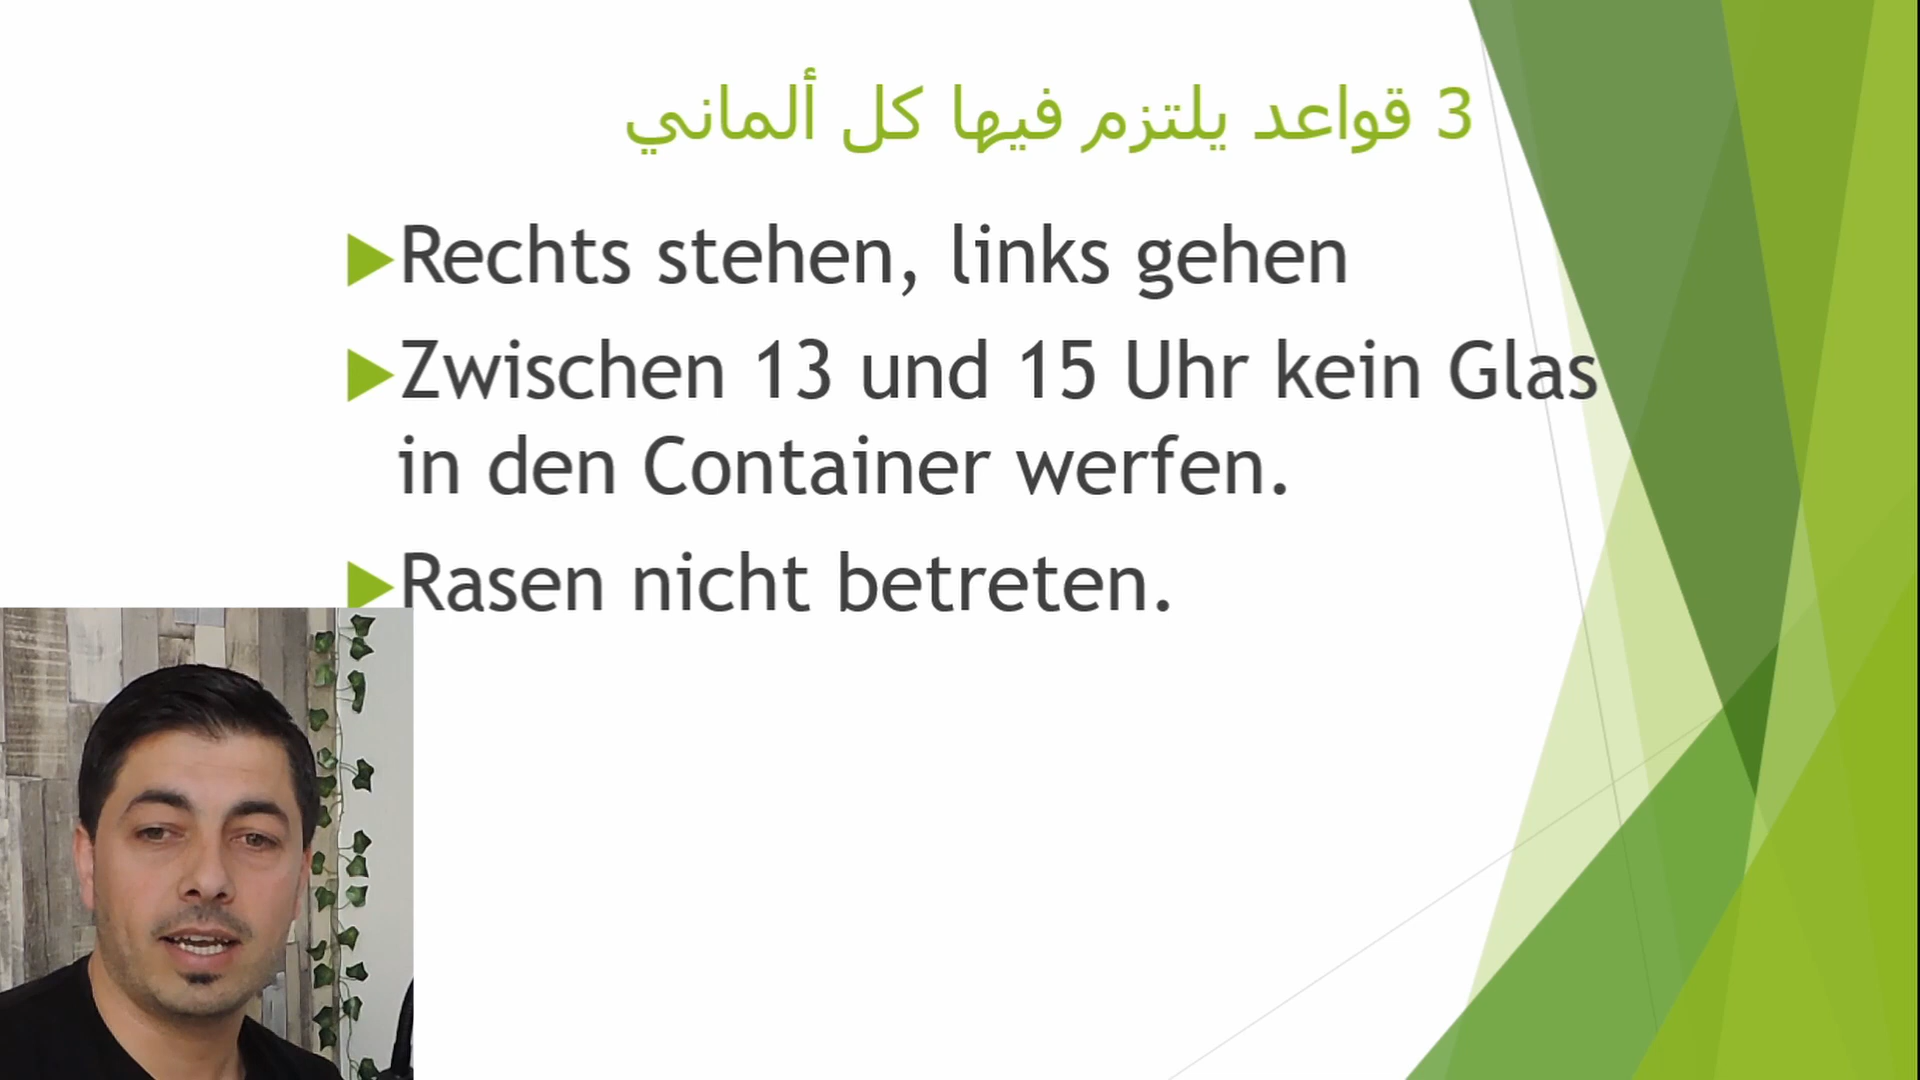 3 قواعد يلتزم فيها كل ألماني
Rechts stehen, links gehen
Zwischen 13 und 15 Uhr kein Glas
in den Container werfen.
Rasen nicht betreten.